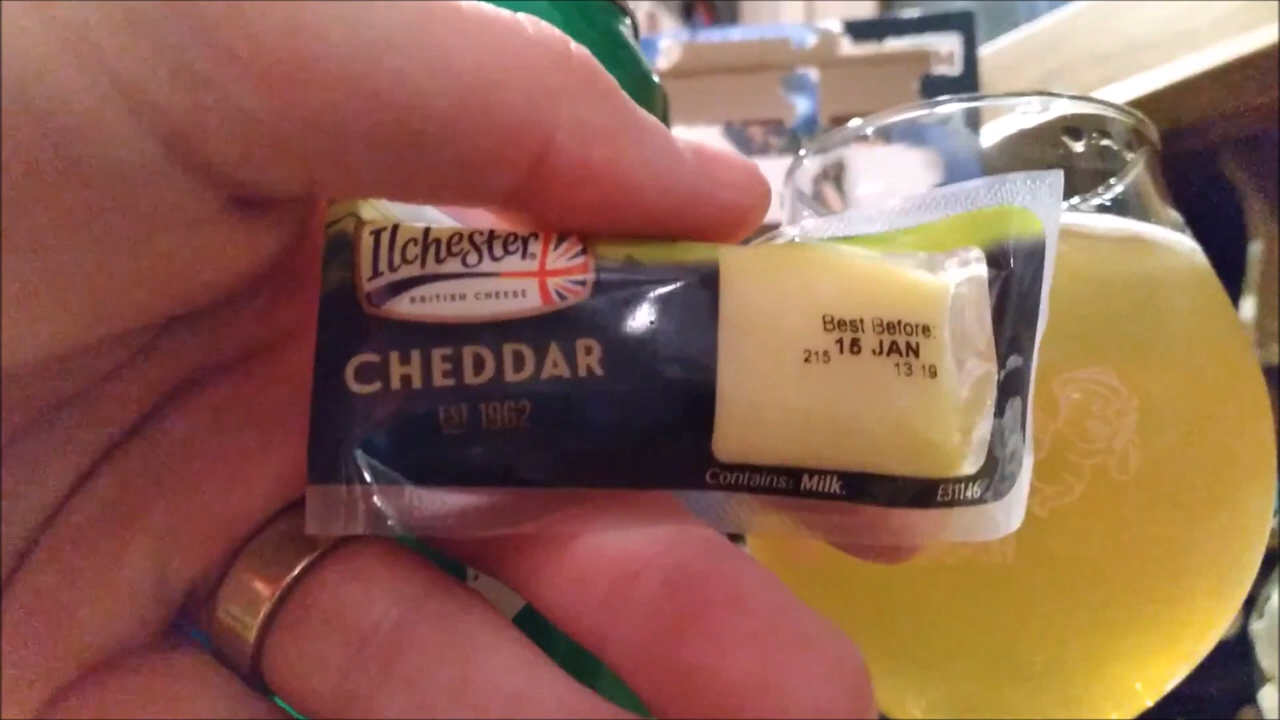 Ilchester
BRITISH CHEESE
CHEDDAR
EST 1962
Best Before:
215 15 JAN
13 19
Contains: Milk.
E31146